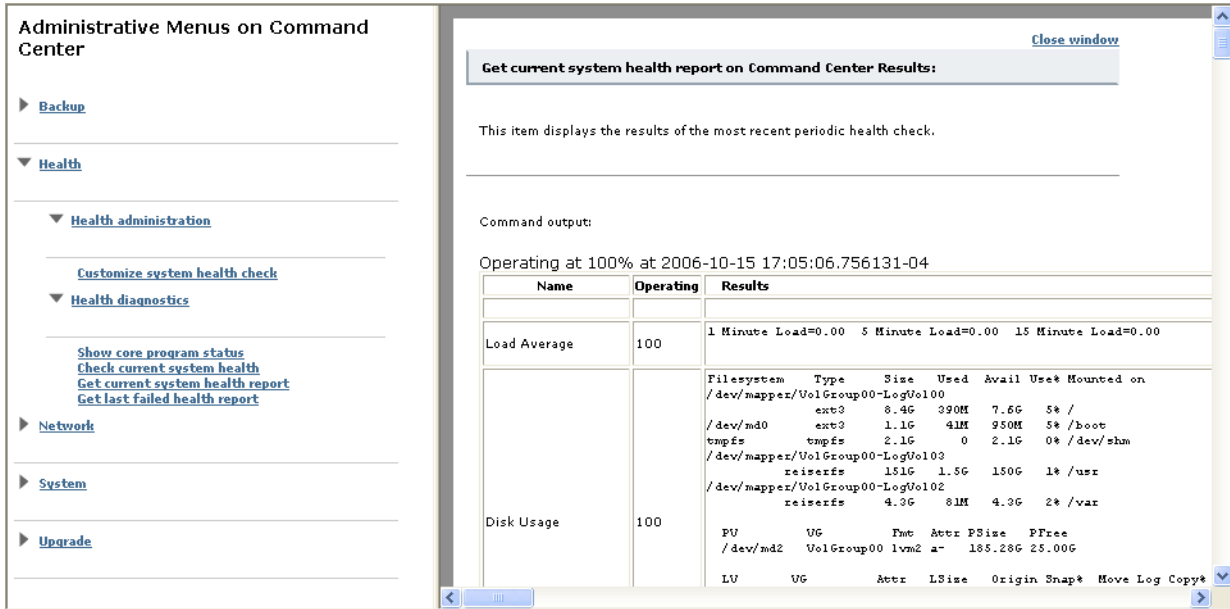 Administrative Menus on Command
Center
Backup
Health
Health administration
Customize system health check
Health diagnostics
Show core program status
Check current system health
Get current system health report
Get last failed health report
Network
System
Upgrade
Close window
Get current system health report on Command Center Results:
This item displays the results of the most recent periodic health check.
Command output:
Operating at 100% at 2006-10-15 17:05:06.756131-04
Name Operating Results
Load Average 100 1 Minute Load=0.00 5 Minute Load=0.00 15 Minute Load=0.00
Disk Usage 100
Filesystem Type Size Used Avail Use% Mounted on
/dev/mapper/VolGroup00-LogVol00
ext3 8.4G 390M 7.6G 5% /
/dev/md0 ext3 1.1G 41M 950M 5% /boot
tmpfs tmpfs 2.1G 0 2.1G 0% /dev/shm
/dev/mapper/VolGroup00-LogVol03
reiserfs 151G 1.5G 150G 1% /usr
/dev/mapper/VolGroup00-LogVol02
reiserfs 4.3G 81M 4.3G 2% /var
PV VG Fmt Attr PSize PFree
/dev/md2 VolGroup00 lvm2 a- 185.28G 25.00G
LV VG Attr LSize Origin Snap% Move Log Copy%